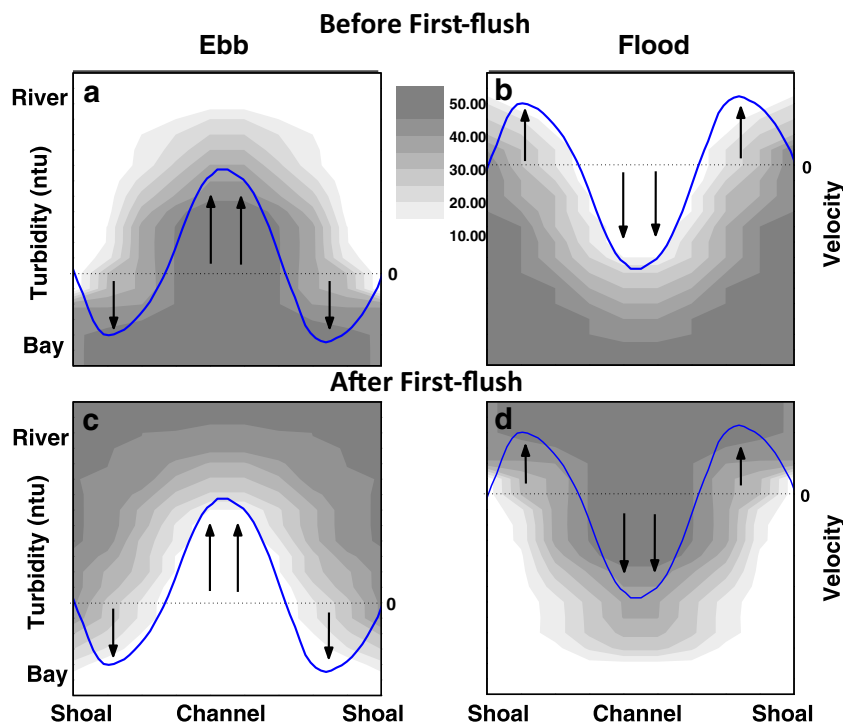 Before First-flush
Ebb
Flood
a
b
River
Turbidity (ntu)
Bay
0
50.00
40.00
30.00
20.00
10.00
0
Velocity
After First-flush
c
d
River
Turbidity (ntu)
Bay
0
0
Velocity
Shoal Channel Shoal
Shoal Channel Shoal